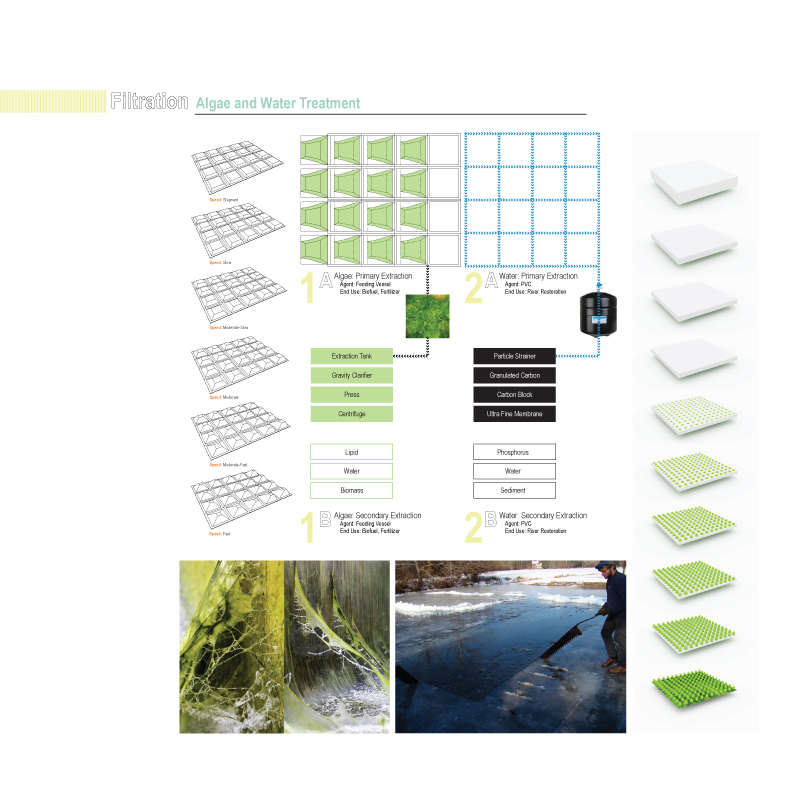 Filtration Algae and Water Treatment
Speed: Stagnant
Speed: Slow
Speed: Moderate-Slow
Speed: Moderate
Speed: Moderate-Fast
Speed: Fast
1A Algae: Primary Extraction
Agent: Feeding Vessel
End Use: Biofuel, Fertilizer
2A Water: Primary Extraction
Agent: PVC
End Use: River Restoration
Extraction Tank
Gravity Clarifier
Press
Centrifuge
Particle Strainer
Granulated Carbon
Carbon Block
Ultra Fine Membrane
Lipid
Water
Biomass
Phosphorus
Water
Sediment
1B Algae: Secondary Extraction
Agent: Feeding Vessel
End Use: Biofuel, Fertilizer
2B Water: Secondary Extraction
Agent: PVC
End Use: River Restoration